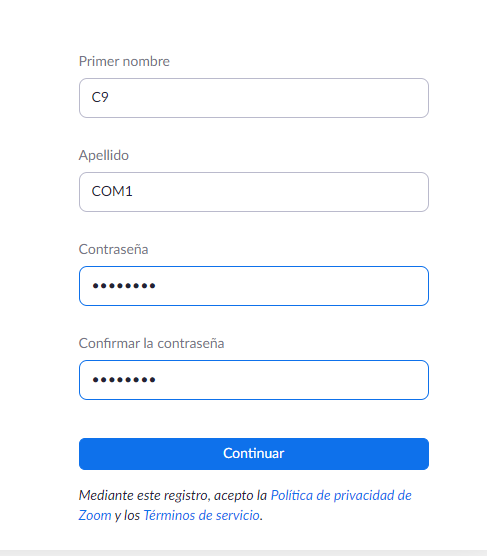 Primer nombre
C9
Apellido
COM1
Contraseña
••••••••
Confirmar la contraseña
••••••••
Continuar
Mediante este registro, acepto la Política de privacidad de
Zoom y los Términos de servicio.